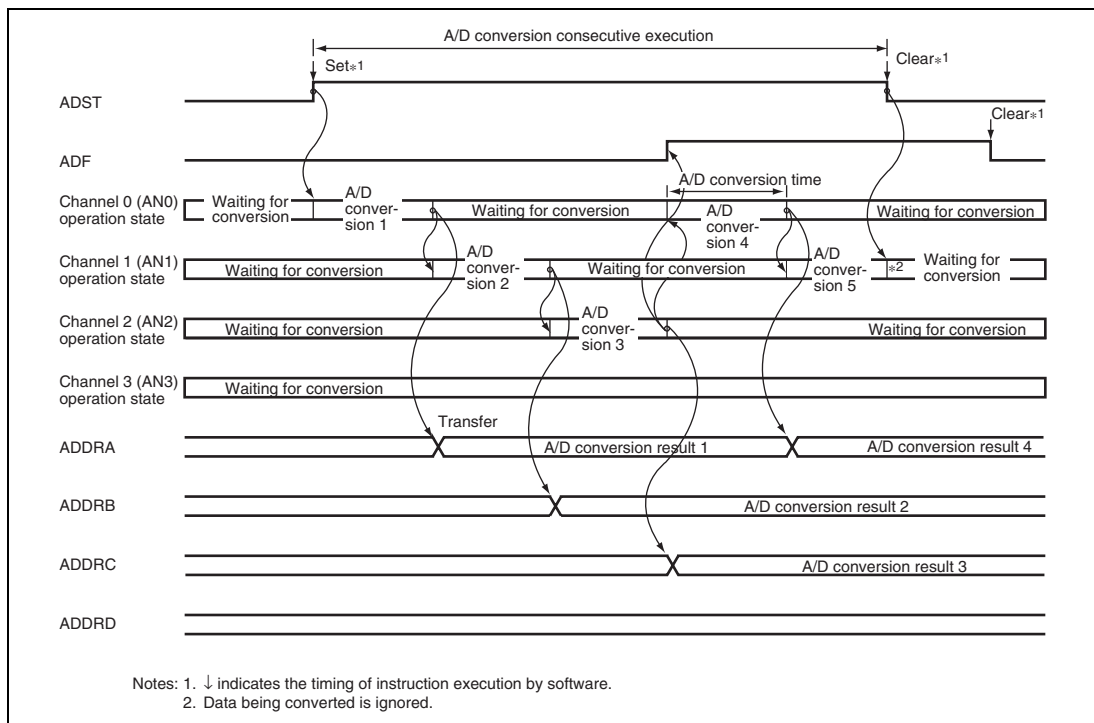 A/D conversion consecutive execution
Set*1
Clear*1
ADST
Clear*1
ADF
A/D conversion time
Channel 0 (AN0)
operation state
Waiting for
conversion
A/D
conver-
sion 1
Waiting for conversion
A/D
conver-
sion 4
Waiting for conversion
Channel 1 (AN1)
operation state
Waiting for conversion
A/D
conver-
sion 2
Waiting for conversion
A/D
conver-
sion 5
*2
Waiting for
conversion
Channel 2 (AN2)
operation state
Waiting for conversion
A/D
conver-
sion 3
Waiting for conversion
Channel 3 (AN3)
operation state
Waiting for conversion
Transfer
ADDRA
A/D conversion result 1
A/D conversion result 4
ADDRB
A/D conversion result 2
ADDRC
A/D conversion result 3
ADDRD
Notes: 1. ↓ indicates the timing of instruction execution by software.
2. Data being converted is ignored.